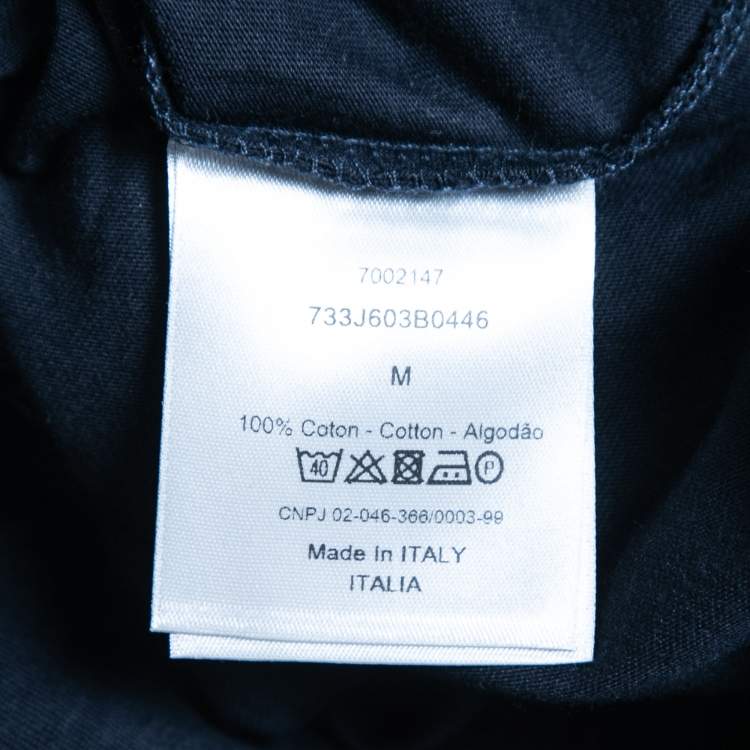 7002147
733J603B0446
M
100% Coton - Cotton - Algodão
40 P
CNPJ 02-046-366/0003-99
Made In ITALY
ITALIA